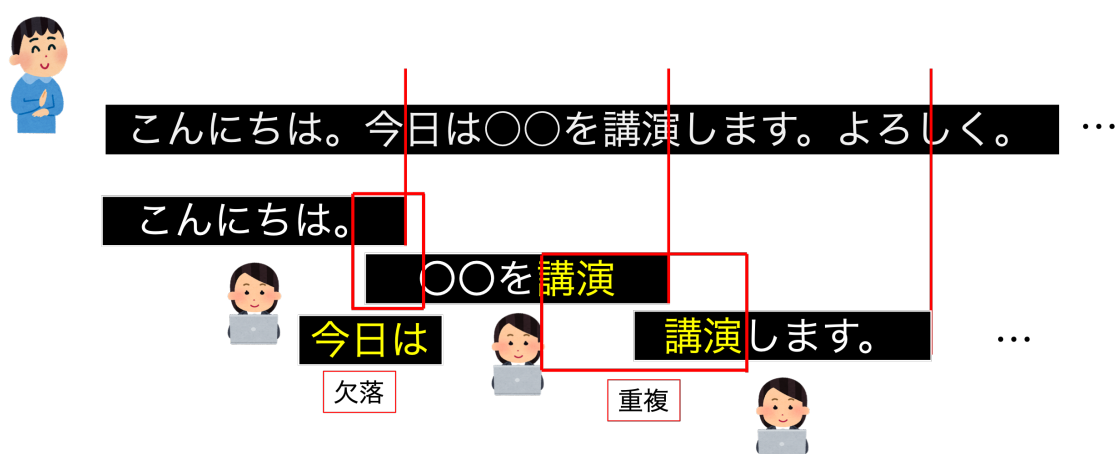 こんにちは。今日は○○を講演します。よろしく。 …
こんにちは。
○○を講演
今日は
講演します。 …
欠落
重複